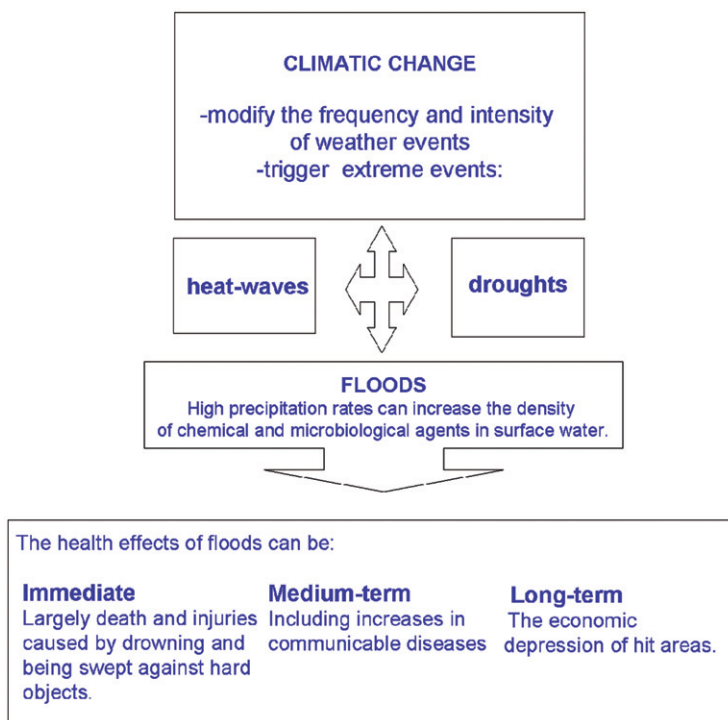 CLIMATIC CHANGE
-modify the frequency and intensity
of weather events
-trigger extreme events:
heat-waves
droughts
FLOODS
High precipitation rates can increase the density
of chemical and microbiological agents in surface water.
The health effects of floods can be:
Immediate
Largely death and injuries
caused by drowning and
being swept against hard
objects.
Medium-term
Including increases in
communicable diseases
Long-term
The economic
depression of hit areas.